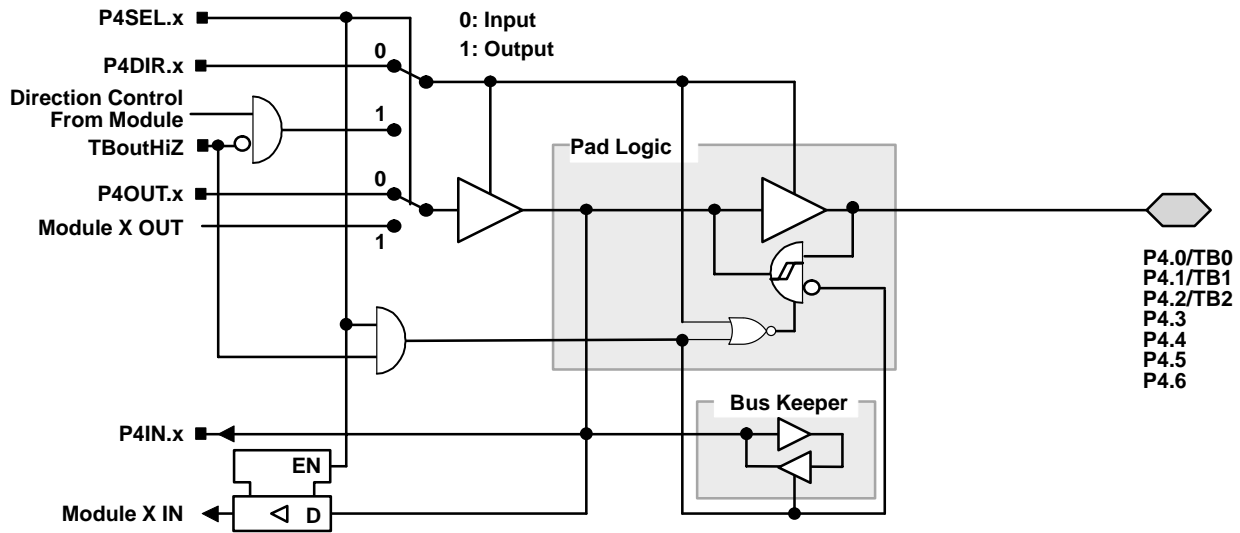 P4SEL.x
0: Input
1: Output
0
P4DIR.x
Direction Control
From Module
1
TBoutHiZ
Pad Logic
P4OUT.x
0
Module X OUT
1
P4.0/TB0
P4.1/TB1
P4.2/TB2
P4.3
P4.4
P4.5
P4.6
Bus Keeper
P4IN.x
EN
Module X IN
D